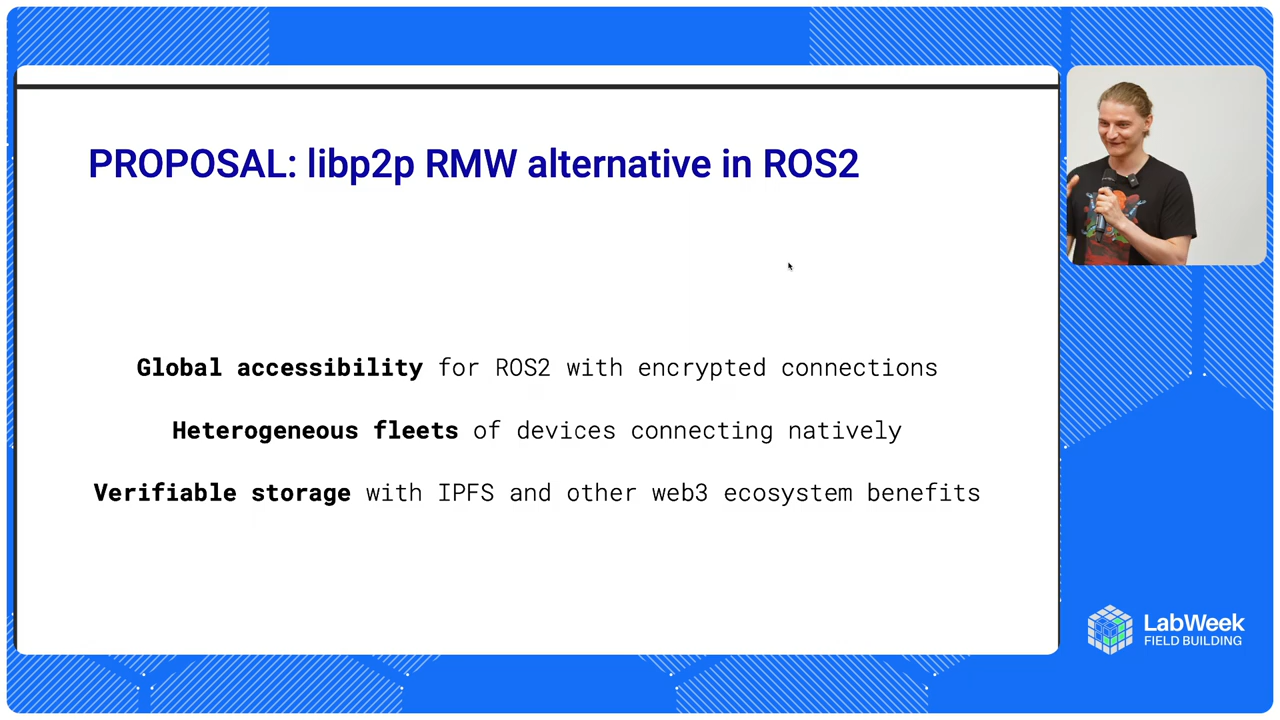 PROPOSAL: libp2p RMW alternative in ROS2
Global accessibility for ROS2 with encrypted connections
Heterogeneous fleets of devices connecting natively
Verifiable storage with IPFS and other web3 ecosystem benefits
LabWeek
FIELD BUILDING